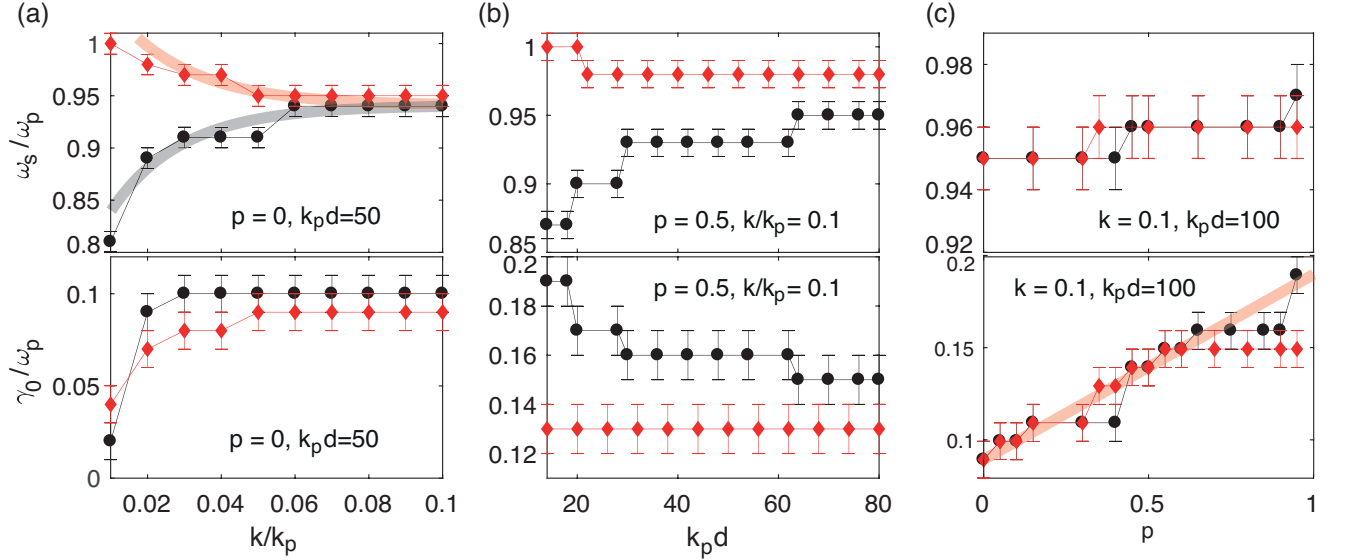 (a)
1
0.95
0.9
0.85
0.8
ωs/ωp
p = 0, kpd=50
0.1
0.05
0
γ0/ωp
p = 0, kpd=50
0.02 0.04 0.06 0.08 0.1
k/kp
(b)
1
0.95
0.9
0.85
p = 0.5, k/kp= 0.1
0.2
0.18
0.16
0.14
0.12
p = 0.5, k/kp= 0.1
20 40 60 80
kpd
(c)
0.98
0.96
0.94
0.92
k = 0.1, kpd=100
0.2
0.15
0.1
k = 0.1, kpd=100
0 0.5 1
p